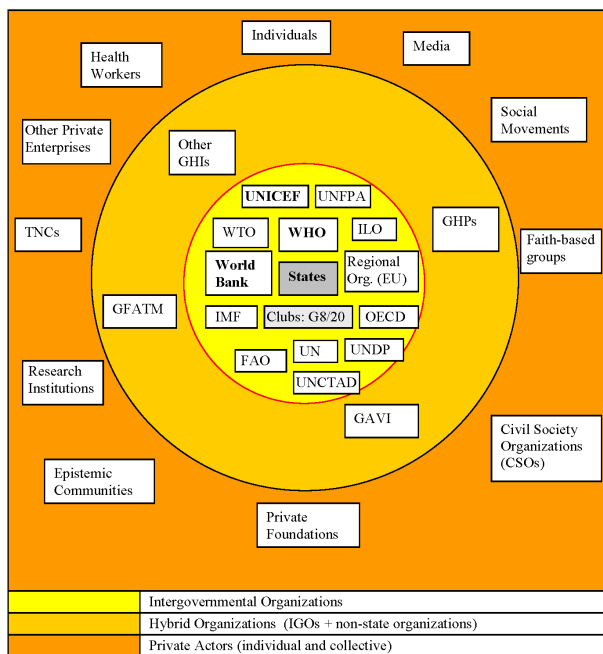 Individuals
Media
Health
Workers
Social
Movements
Other Private
Enterprises
Other
GHIs
UNICEF
UNFPA
TNCs
WTO
WHO
ILO
GHPs
Faith-based
groups
World
Bank
States
Regional
Org. (EU)
GFATM
IMF
Clubs: G8/20
OECD
FAO
UN
UNDP
UNCTAD
Research
Institutions
GAVI
Civil Society
Organizations
(CSOs)
Epistemic
Communities
Private
Foundations
Intergovernmental Organizations
Hybrid Organizations (IGOs + non-state organizations)
Private Actors (individual and collective)